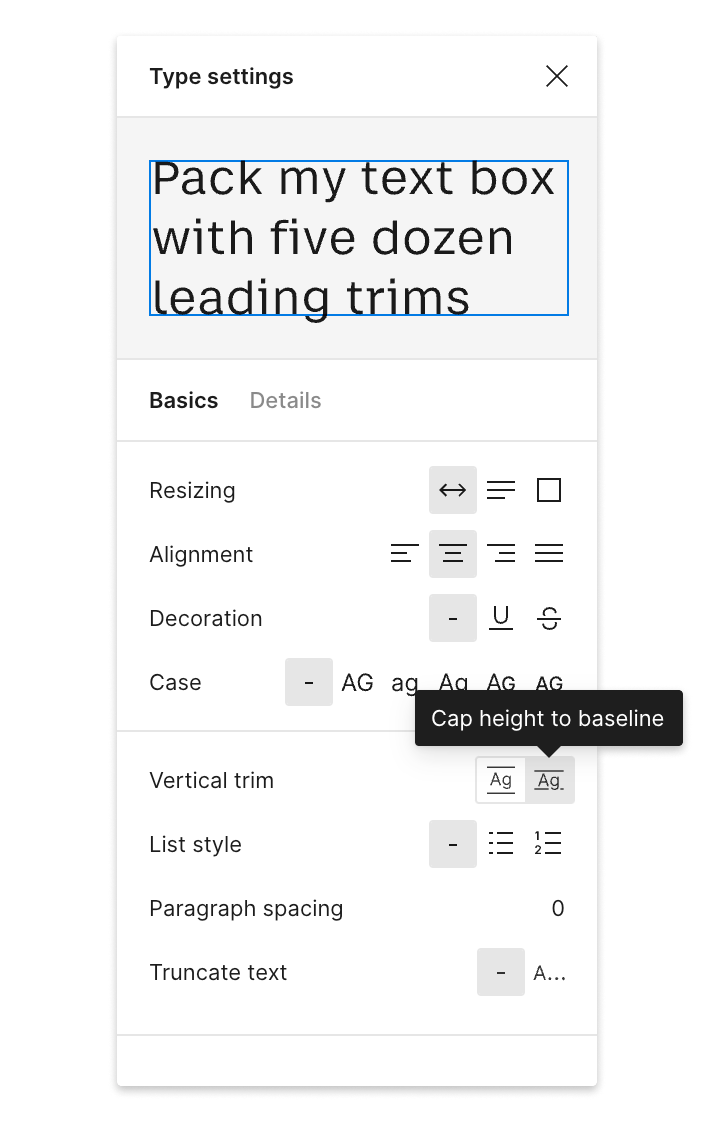 Type settings
Pack my text box
with five dozen
leading trims
Basics Details
Resizing
Alignment
Decoration - U S
Case - AG ag Ag AG AG
Cap height to baseline
Vertical trim Ag Ag
List style - 1 2
Paragraph spacing 0
Truncate text - A...